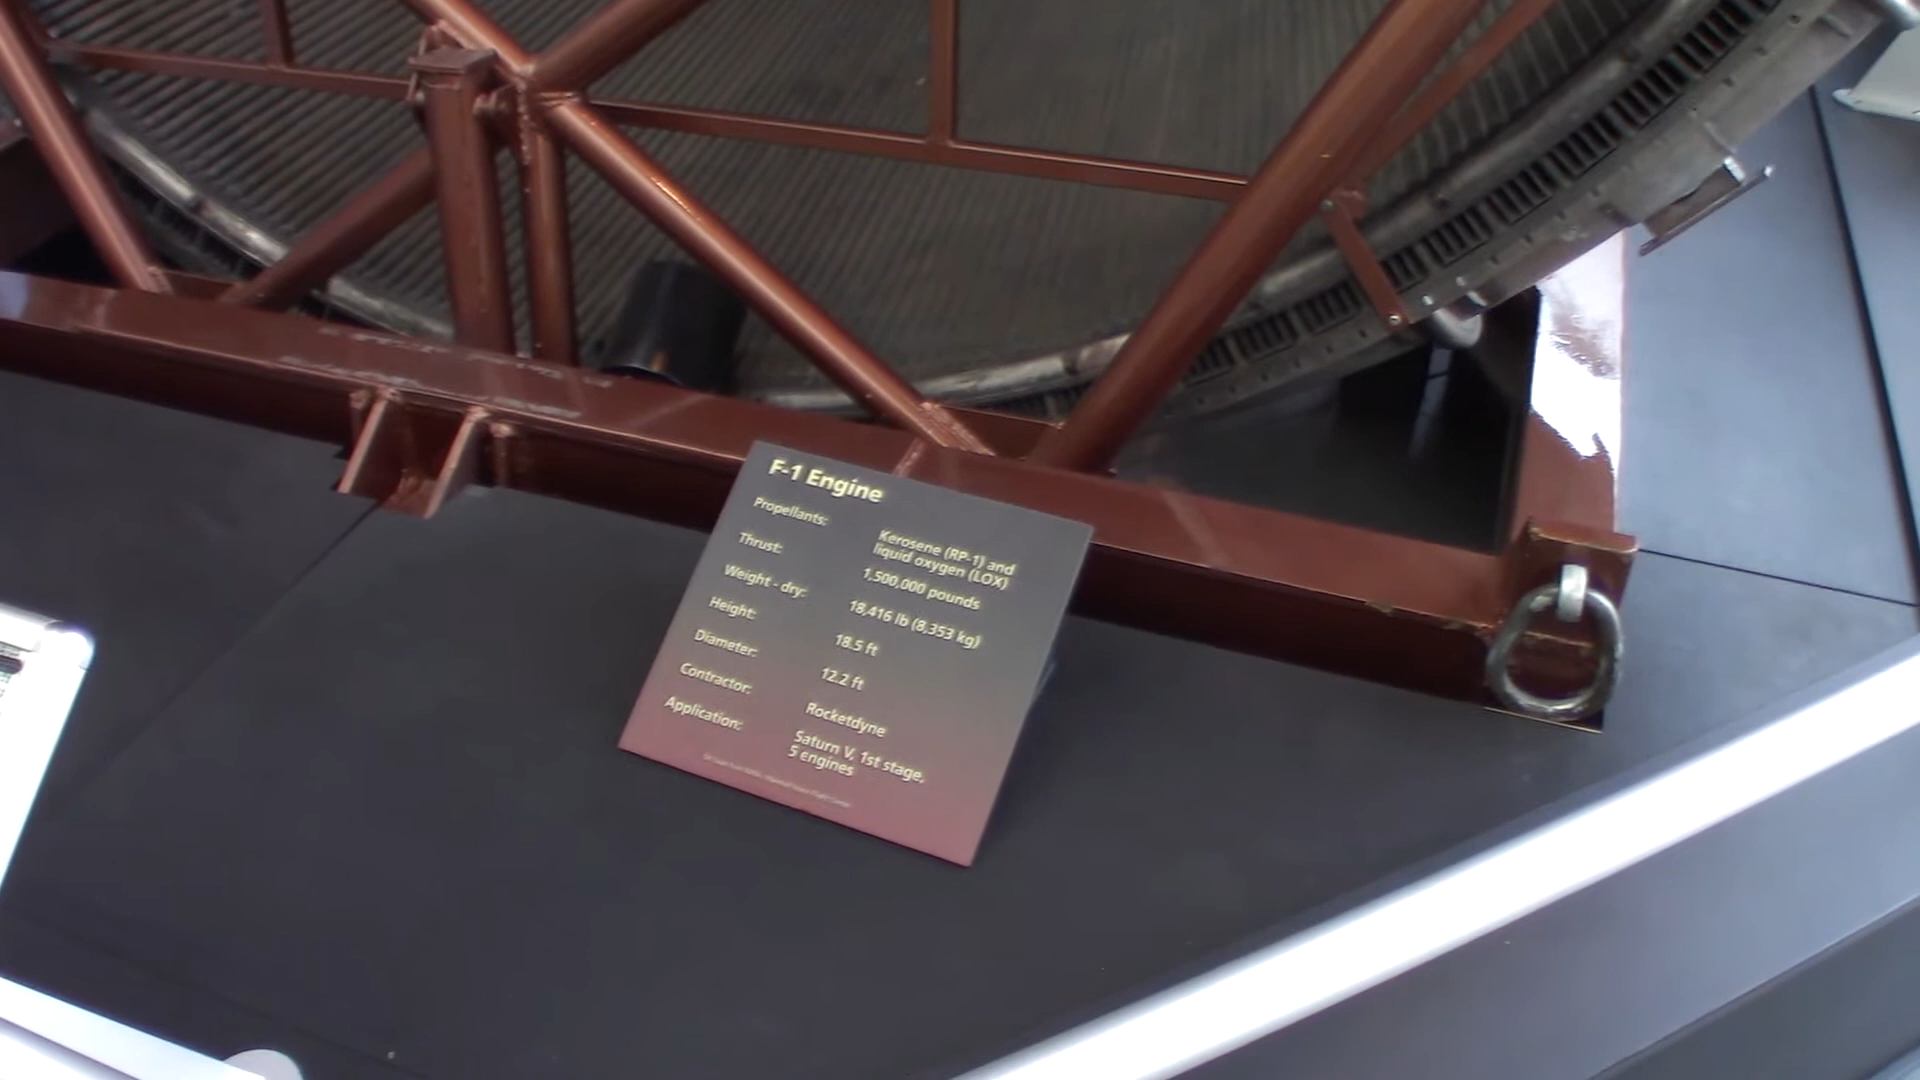 F-1 Engine
Propellants: Kerosene (RP-1) and
liquid oxygen (LOX)
Thrust: 1,500,000 pounds
Weight - dry: 18,416 lb (8,353 kg)
Height: 18.5 ft
Diameter: 12.2 ft
Contractor: Rocketdyne
Application: Saturn V, 1st stage,
5 engines